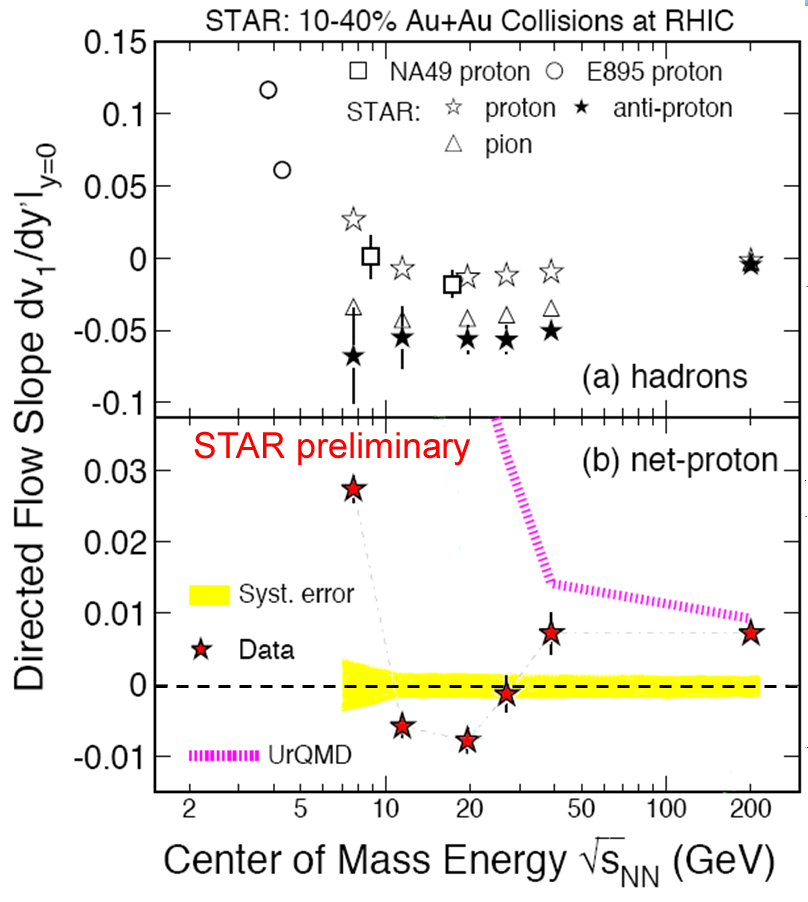 STAR: 10-40% Au+Au Collisions at RHIC
0.15
NA49 proton E895 proton
0.1
STAR: proton anti-proton
pion
0.05
0
-0.05
(a) hadrons
-0.1
STAR preliminary
(b) net-proton
0.03
0.02
Syst. error
0.01
Data
0
UrQMD
-0.01
2 5 10 20 50 100 200
Center of Mass Energy √sNN (GeV)
Directed Flow Slope dv1/dy'|y=0